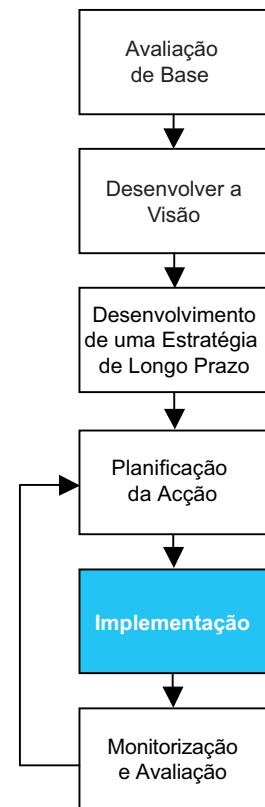 Avaliação
de Base
Desenvolver a
Visão
Desenvolvimento
de uma Estratégia
de Longo Prazo
Planificação
da Acção
Implementação
Monitorização
e Avaliação